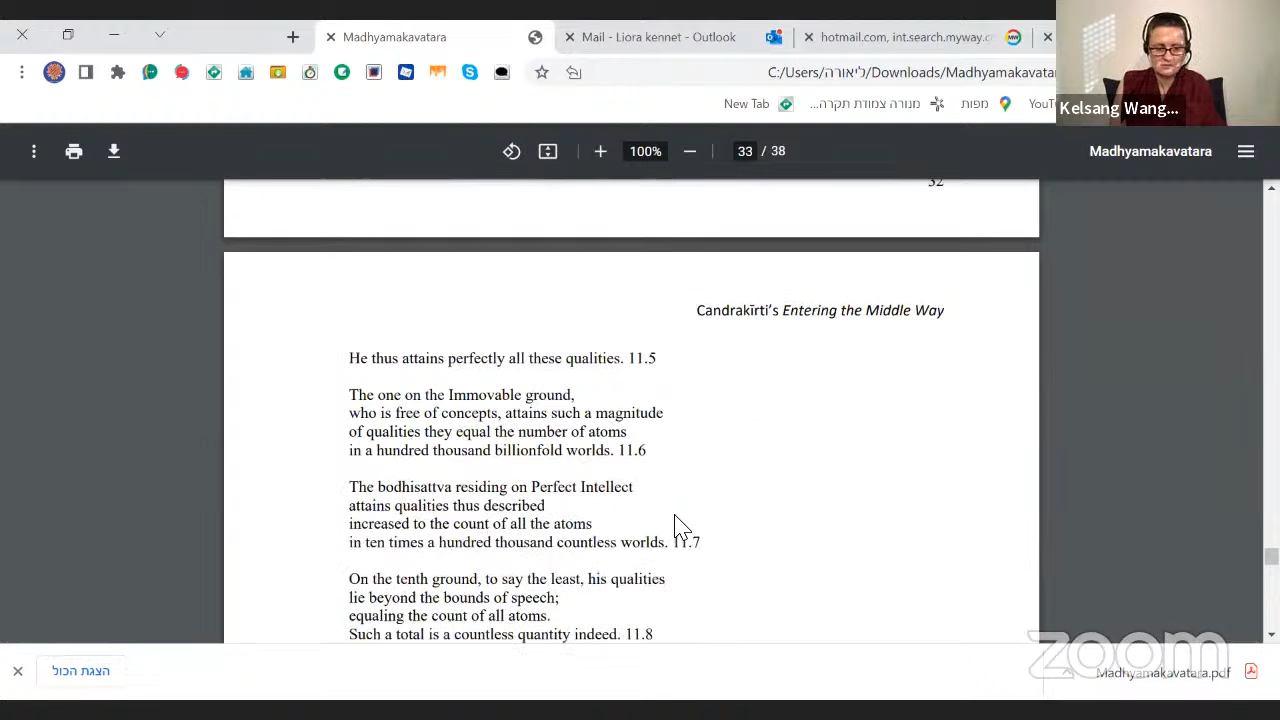 Madhyamakavatara
Mail - Liora kennet - Outlook
hotmail.com, int.search.myway.c
C:/Users/ליאורה/Downloads/Madhyamakavatar
New Tab
מנורה צמודת תקרה...
מפות
YouT
Kelsang Wang...
100%
33 / 38
Madhyamakavatara
32
Candrakīrti's Entering the Middle Way
He thus attains perfectly all these qualities. 11.5
The one on the Immovable ground,
who is free of concepts, attains such a magnitude
of qualities they equal the number of atoms
in a hundred thousand billionfold worlds. 11.6
The bodhisattva residing on Perfect Intellect
attains qualities thus described
increased to the count of all the atoms
in ten times a hundred thousand countless worlds. 11.7
On the tenth ground, to say the least, his qualities
lie beyond the bounds of speech;
equaling the count of all atoms.
Such a total is a countless quantity indeed. 11.8
zoom
הצגת הכול
Madhyamakavatara.pdf